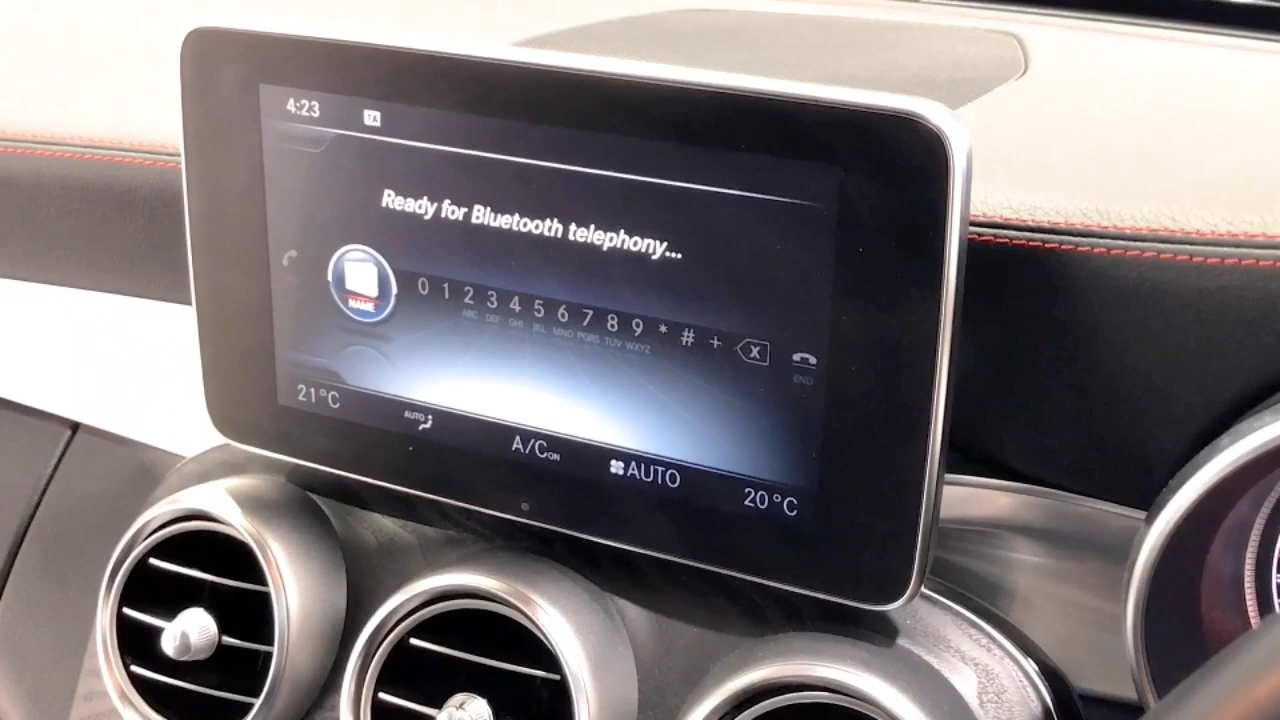 4:23 TA
Ready for Bluetooth telephony...
NAME 0 1 2 3 4 5 6 7 8 9 * # +
ABC DEF GHI JKL MNO PQRS TUV WXYZ
X
END
21°C AUTO A/C ON AUTO 20°C